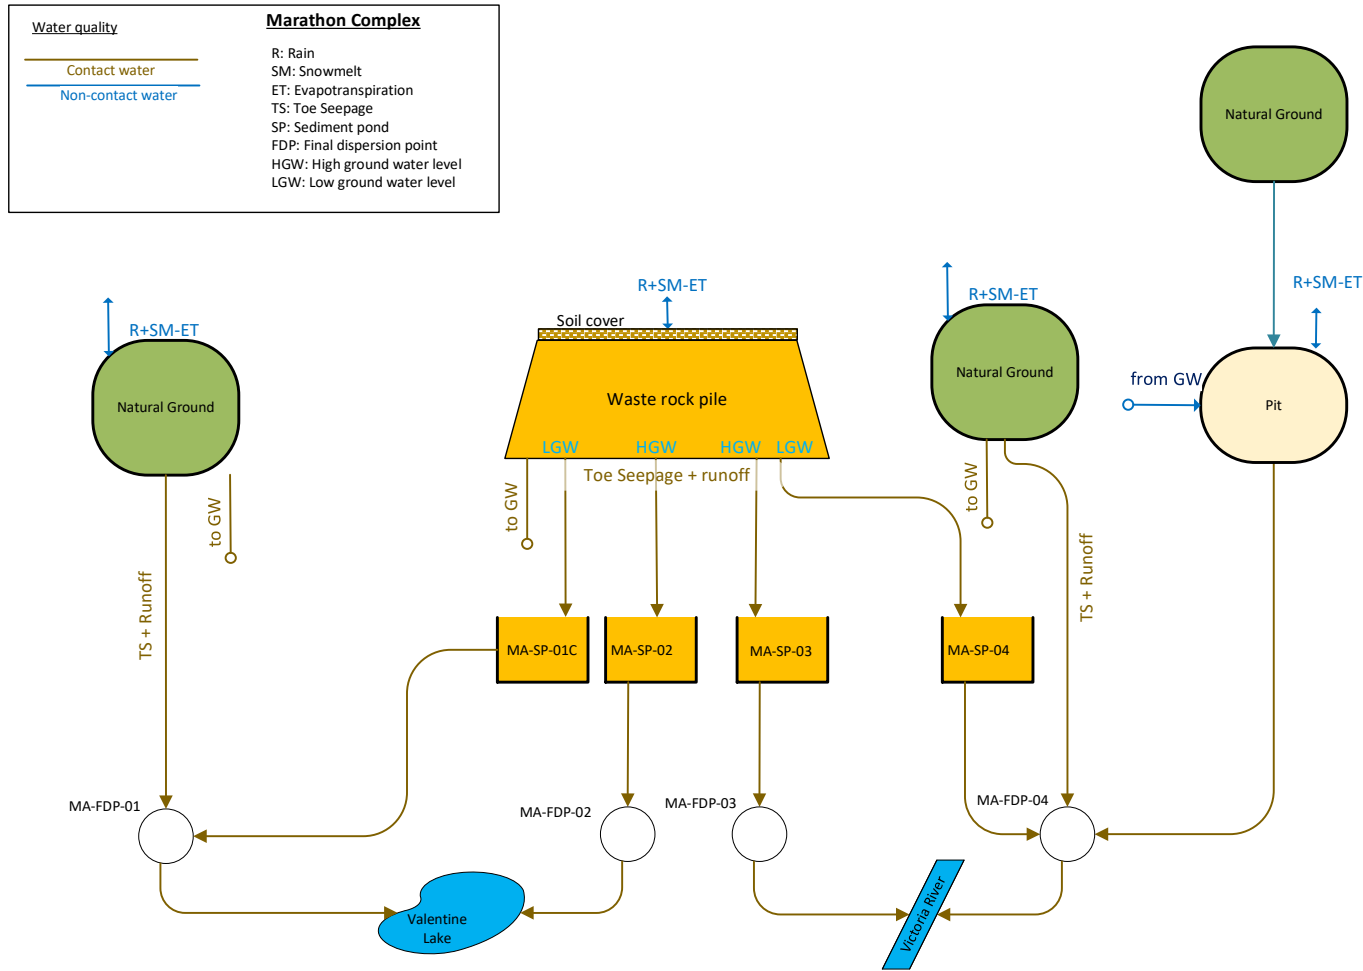 Water quality
Contact water
Non-contact water
Marathon Complex
R: Rain
SM: Snowmelt
ET: Evapotranspiration
TS: Toe Seepage
SP: Sediment pond
FDP: Final dispersion point
HGW: High ground water level
LGW: Low ground water level
Natural Ground
R+SM-ET
R+SM-ET
R+SM-ET
R+SM-ET
Soil cover
Natural Ground
Waste rock pile
Natural Ground
from GW
Pit
LGW
HGW
HGW
LGW
Toe Seepage + runoff
to GW
to GW
to GW
TS + Runoff
TS + Runoff
MA-SP-01C
MA-SP-02
MA-SP-03
MA-SP-04
MA-FDP-01
MA-FDP-02
MA-FDP-03
MA-FDP-04
Valentine
Lake
Victoria River